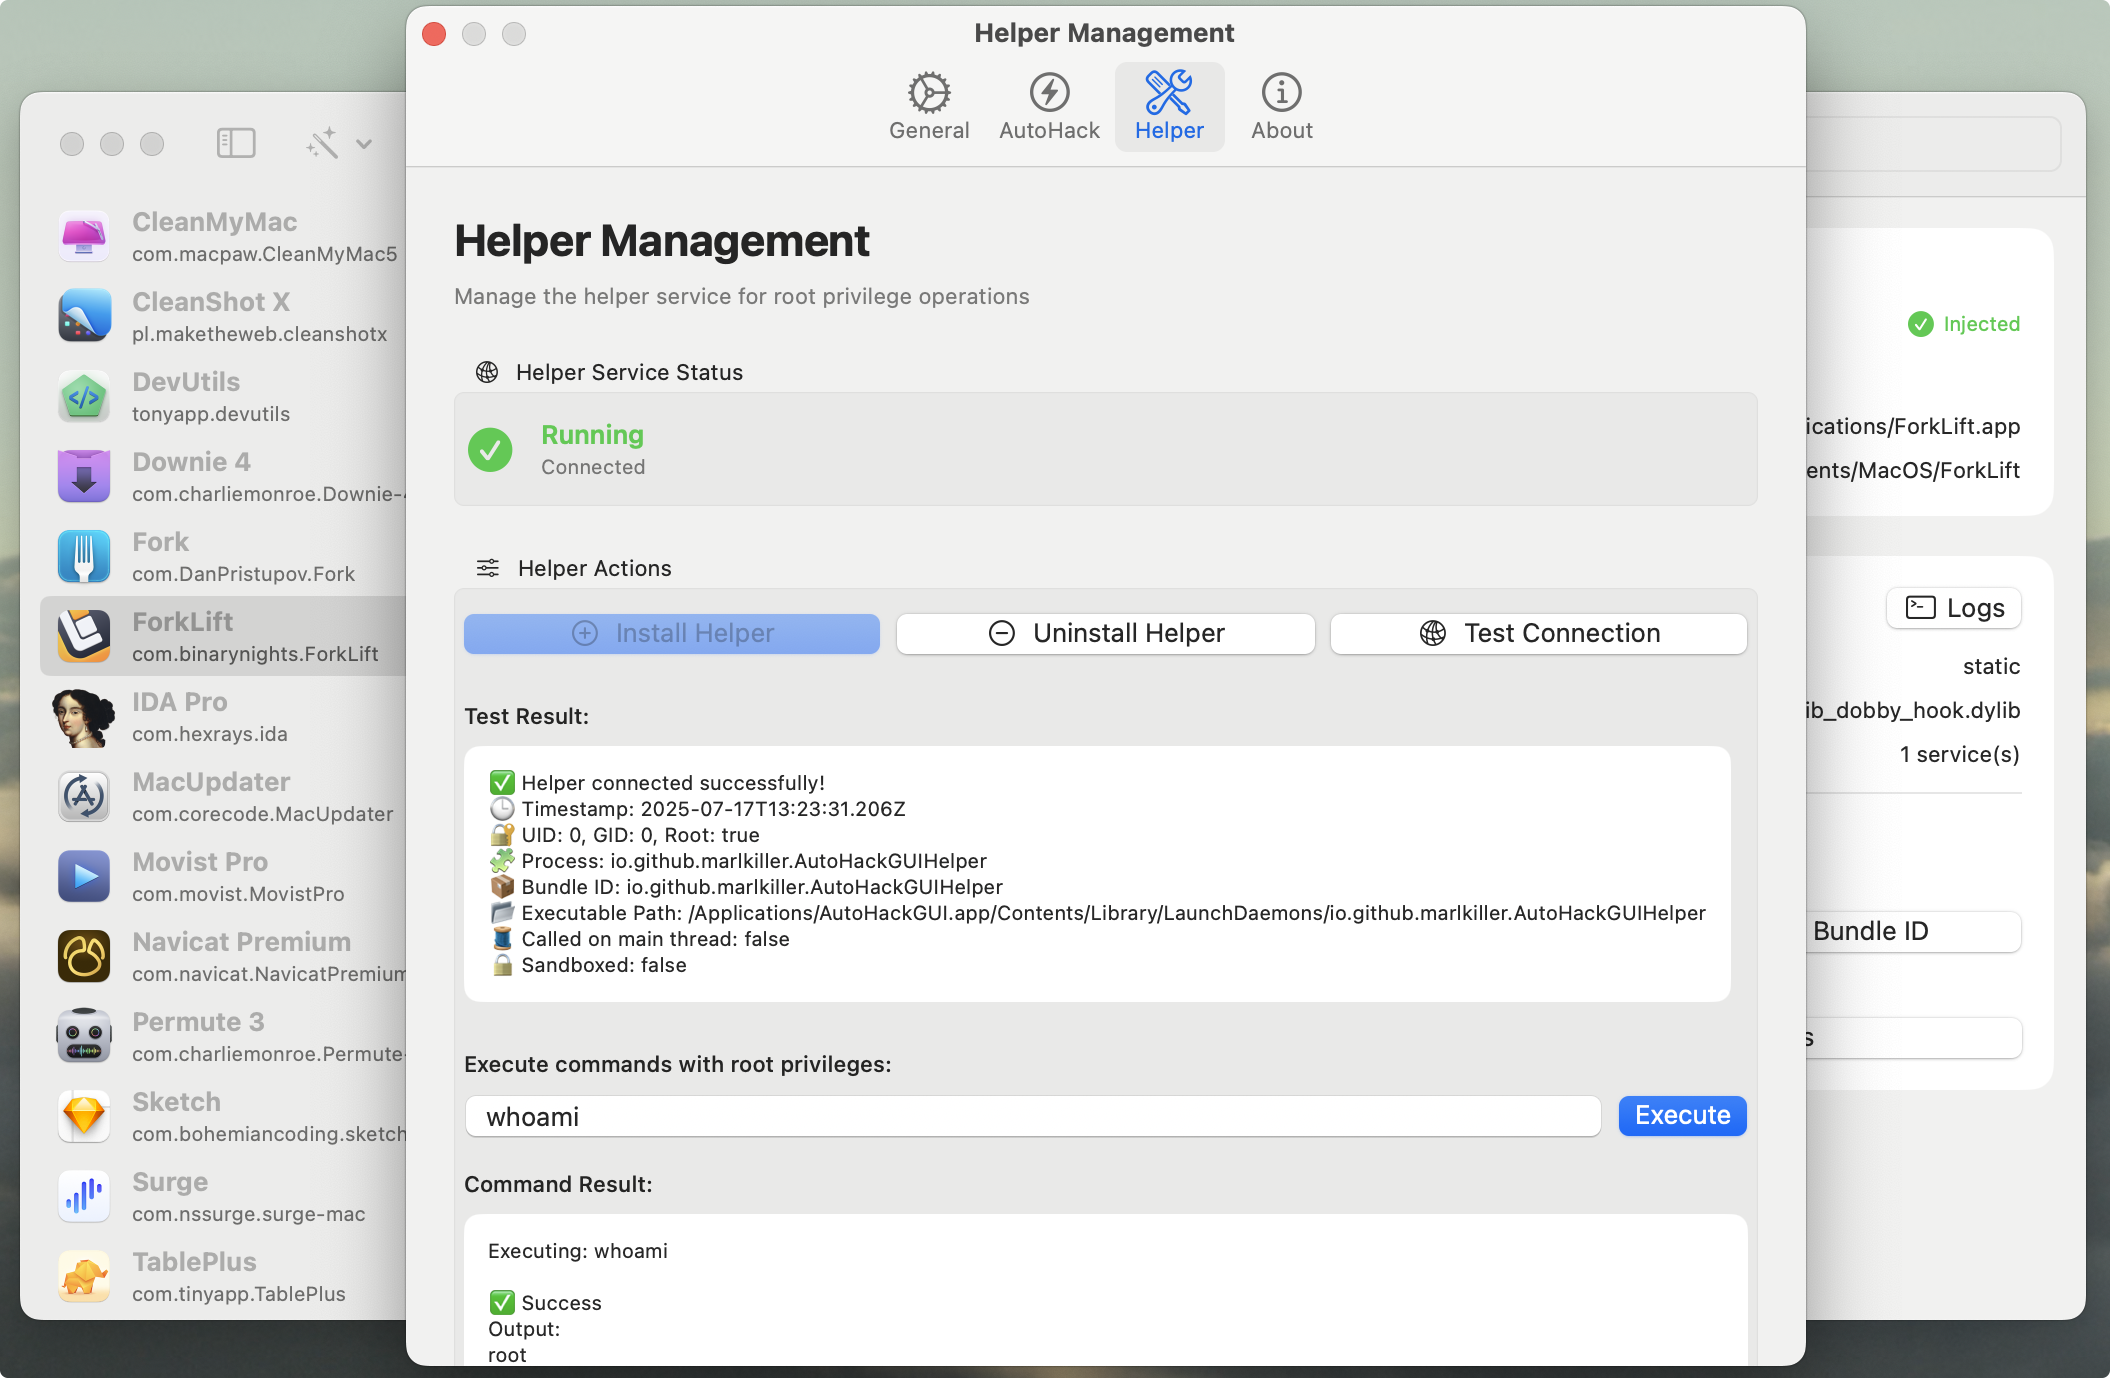 Helper Management
General
AutoHack
Helper
About
CleanMyMac
com.macpaw.CleanMyMac5
CleanShot X
pl.maketheweb.cleanshotx
DevUtils
tonyapp.devutils
Downie 4
com.charliemonroe.Downie-
Fork
com.DanPristupov.Fork
ForkLift
com.binarynights.ForkLift
IDA Pro
com.hexrays.ida
MacUpdater
com.corecode.MacUpdater
Movist Pro
com.movist.MovistPro
Navicat Premium
com.navicat.NavicatPremium
Permute 3
com.charliemonroe.Permute-
Sketch
com.bohemiancoding.sketch
Surge
com.nssurge.surge-mac
TablePlus
com.tinyapp.TablePlus
Helper Management
Manage the helper service for root privilege operations
Helper Service Status
Running
Connected
Helper Actions
Install Helper
Uninstall Helper
Test Connection
Test Result:
✅ Helper connected successfully!
🕒 Timestamp: 2025-07-17T13:23:31.206Z
🔐 UID: 0, GID: 0, Root: true
🧩 Process: io.github.marlkiller.AutoHackGUIHelper
📦 Bundle ID: io.github.marlkiller.AutoHackGUIHelper
📂 Executable Path: /Applications/AutoHackGUI.app/Contents/Library/LaunchDaemons/io.github.marlkiller.AutoHackGUIHelper
🧵 Called on main thread: false
🔒 Sandboxed: false
Execute commands with root privileges:
whoami
Execute
Command Result:
Executing: whoami
✅ Success
Output:
root
Injected
ications/ForkLift.app
ents/MacOS/ForkLift
Logs
static
ib_dobby_hook.dylib
1 service(s)
Bundle ID
s